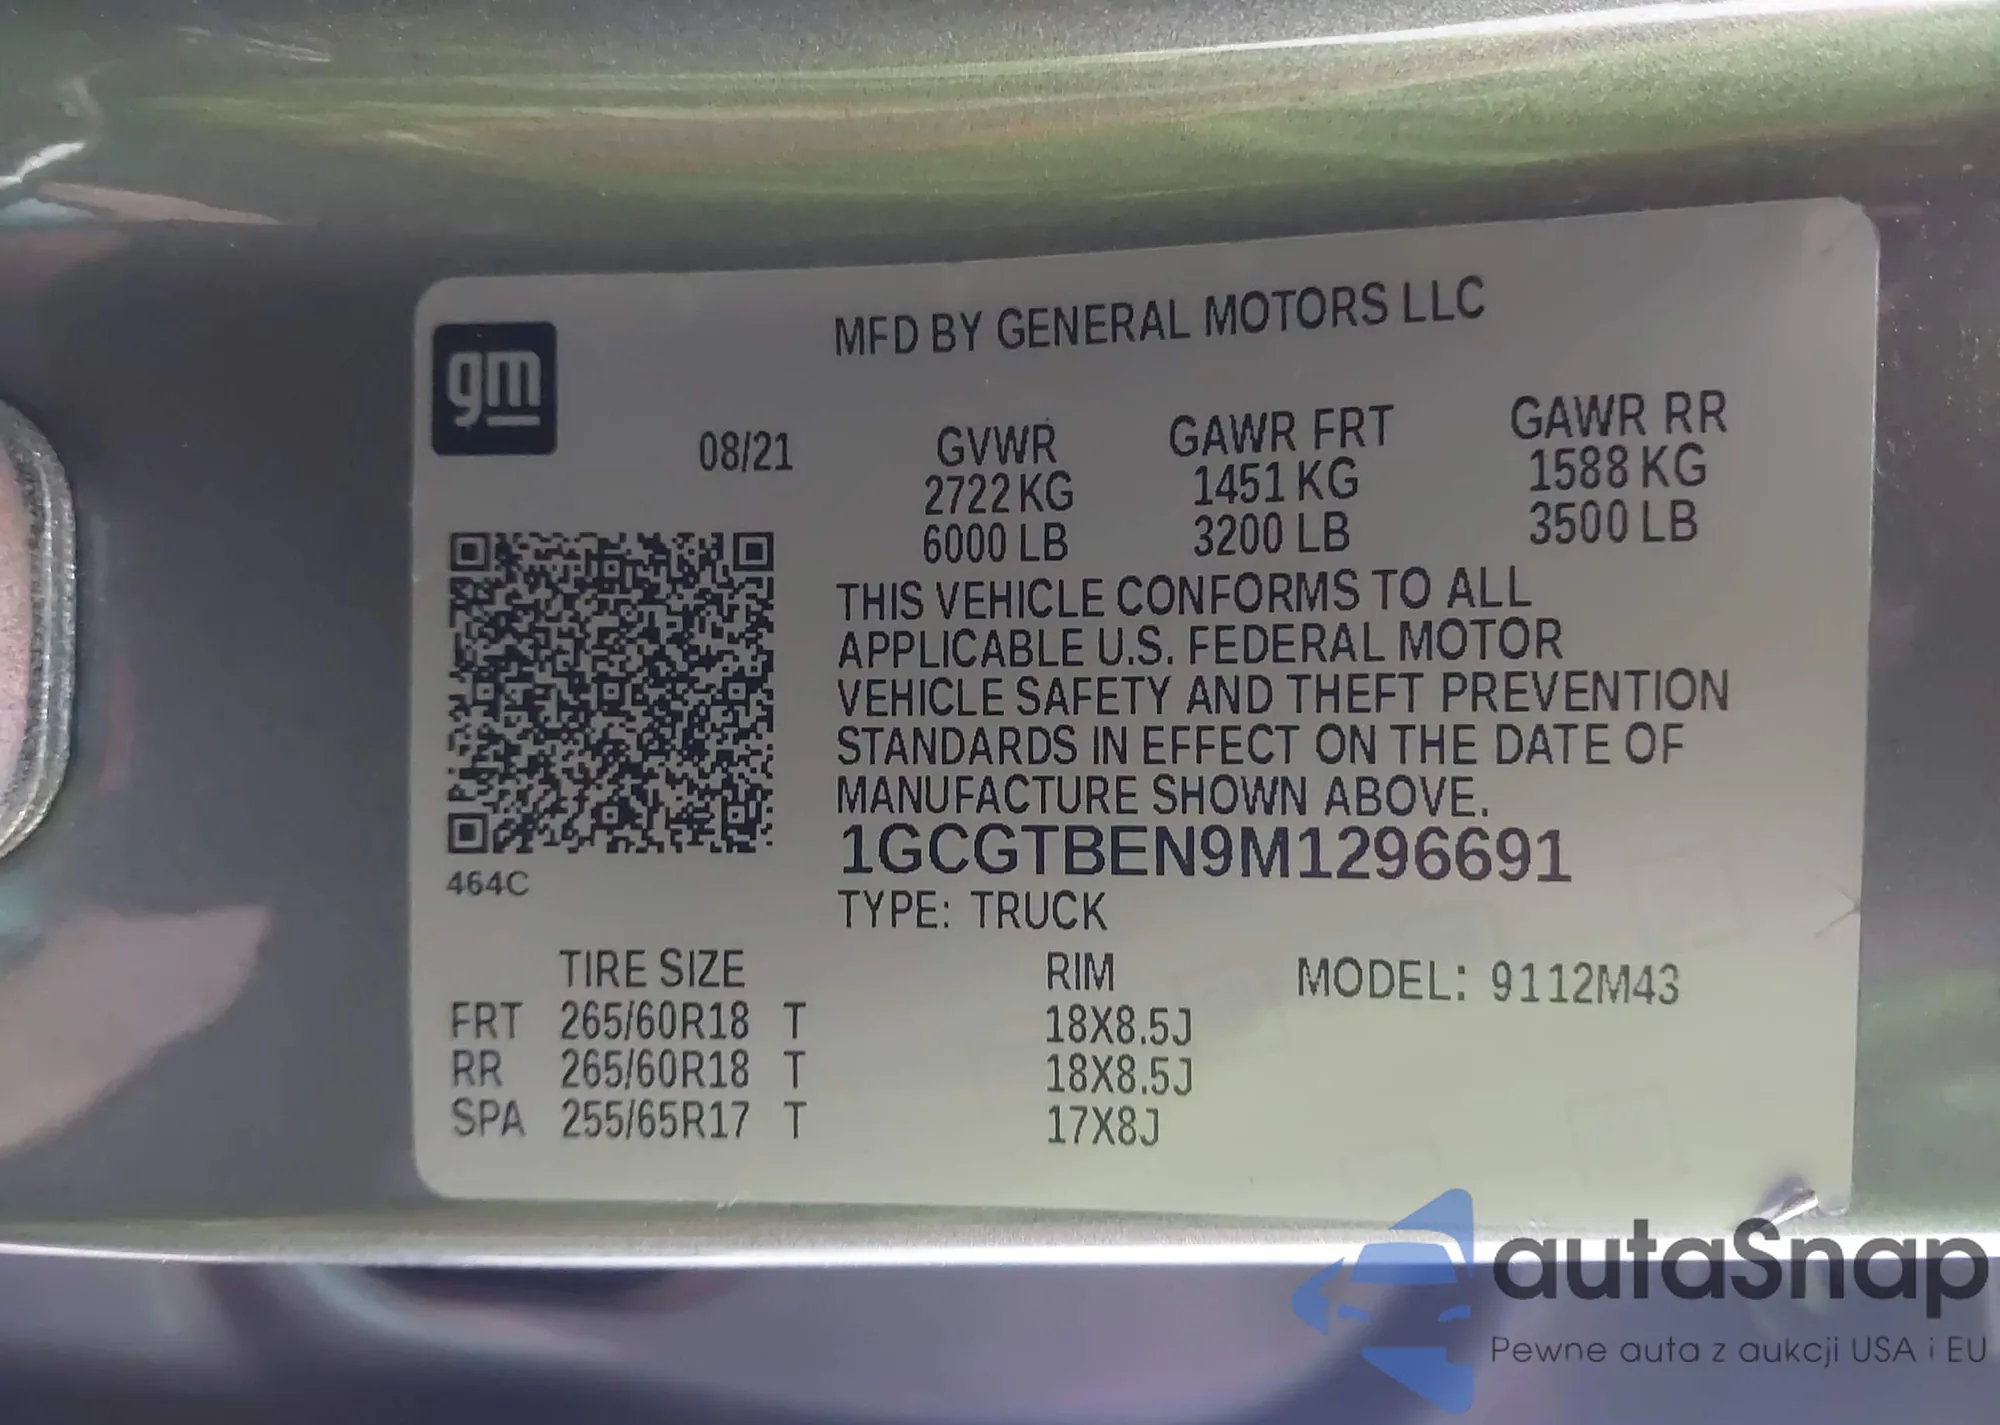 MFD BY GENERAL MOTORS LLC
gm
08/21
GVWR GAWR FRT GAWR RR
2722 KG 1451 KG 1588 KG
6000 LB 3200 LB 3500 LB
THIS VEHICLE CONFORMS TO ALL
APPLICABLE U.S. FEDERAL MOTOR
VEHICLE SAFETY AND THEFT PREVENTION
STANDARDS IN EFFECT ON THE DATE OF
MANUFACTURE SHOWN ABOVE.
1GCGTBEN9M1296691
464C
TYPE: TRUCK
TIRE SIZE RIM MODEL: 9112M43
FRT 265/60R18 T 18X8.5J
RR 265/60R18 T 18X8.5J
SPA 255/65R17 T 17X8J
autaSnap
Pewne auta z aukcji USA i EU